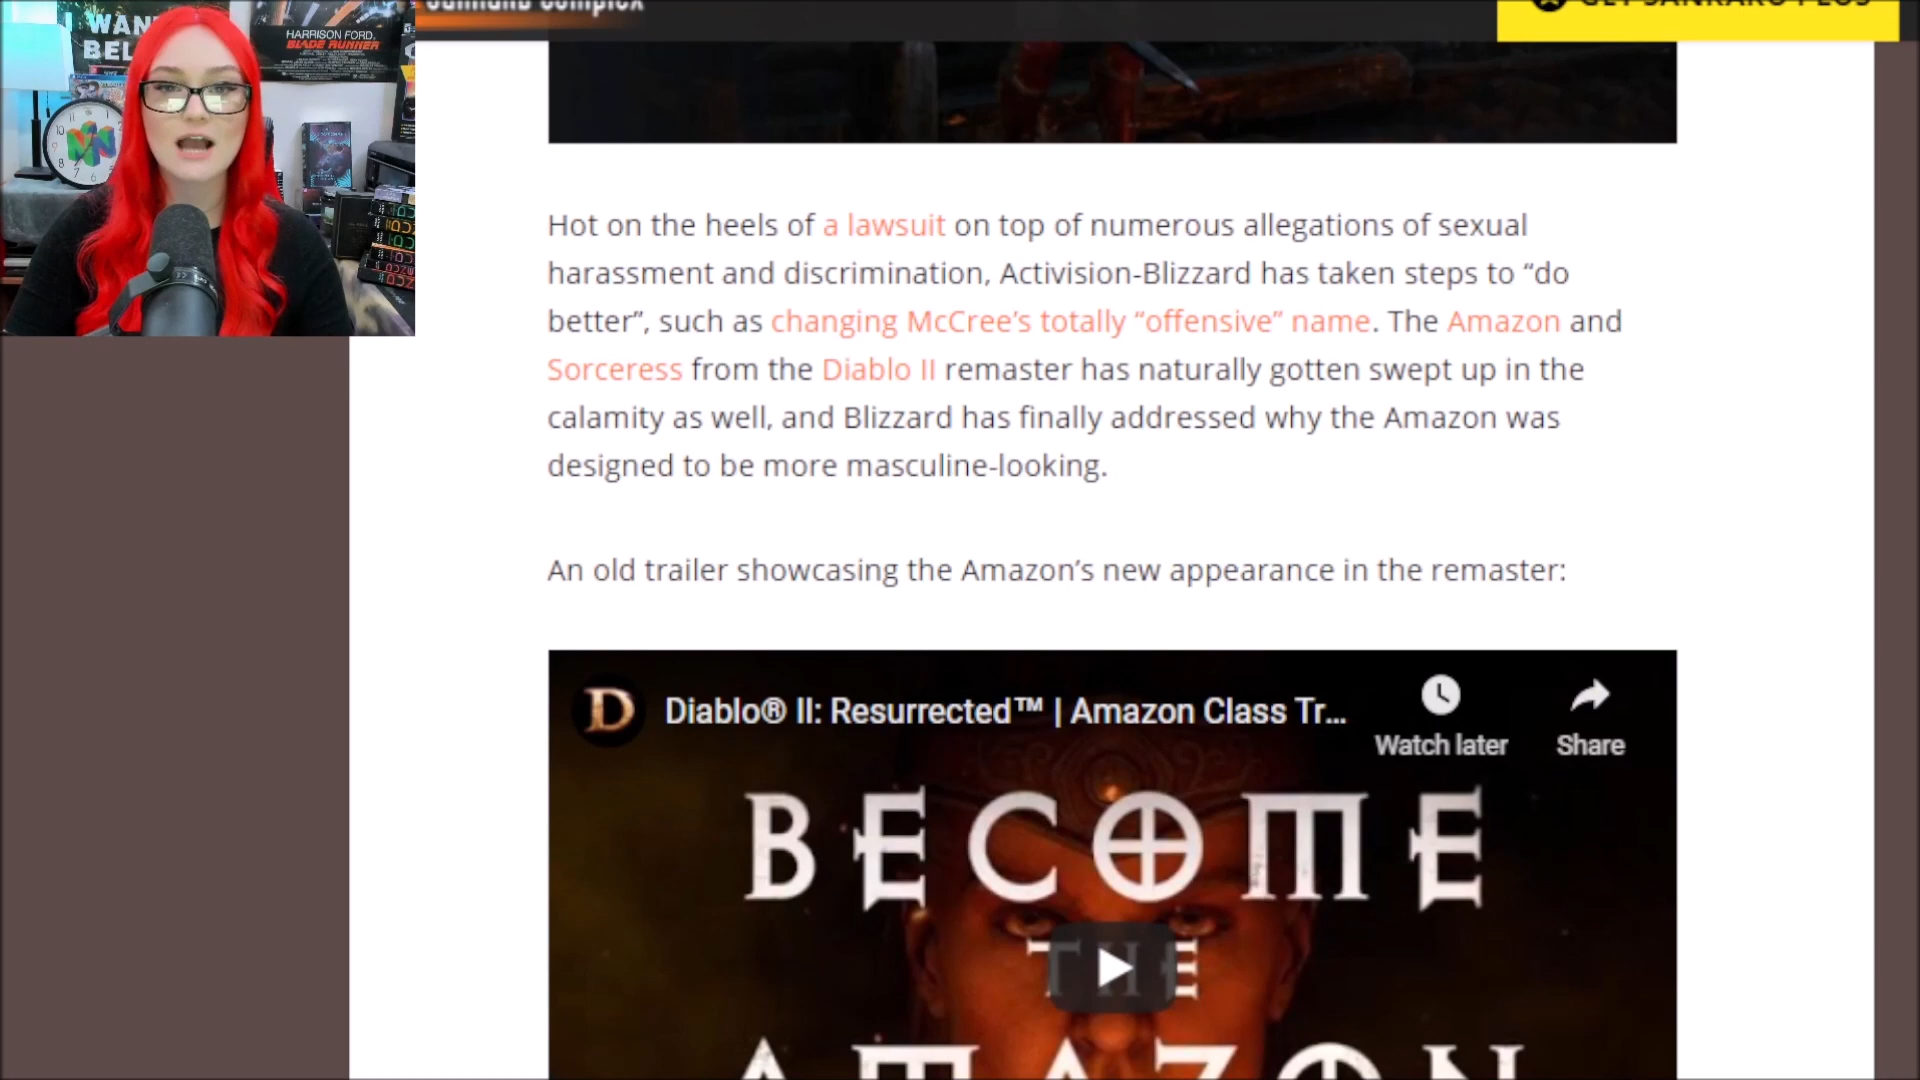 WAN
BEL
HARRISON FORD.
BLADE RUNNER
Complex
Hot on the heels of a lawsuit on top of numerous allegations of sexual
harassment and discrimination, Activision-Blizzard has taken steps to “do
better”, such as changing McCree’s totally “offensive” name. The Amazon and
Sorceress from the Diablo II remaster has naturally gotten swept up in the
calamity as well, and Blizzard has finally addressed why the Amazon was
designed to be more masculine-looking.
An old trailer showcasing the Amazon’s new appearance in the remaster:
D
Diablo® II: Resurrected™ | Amazon Class Tr...
Watch later
Share
BECOME
THE
AMAZON